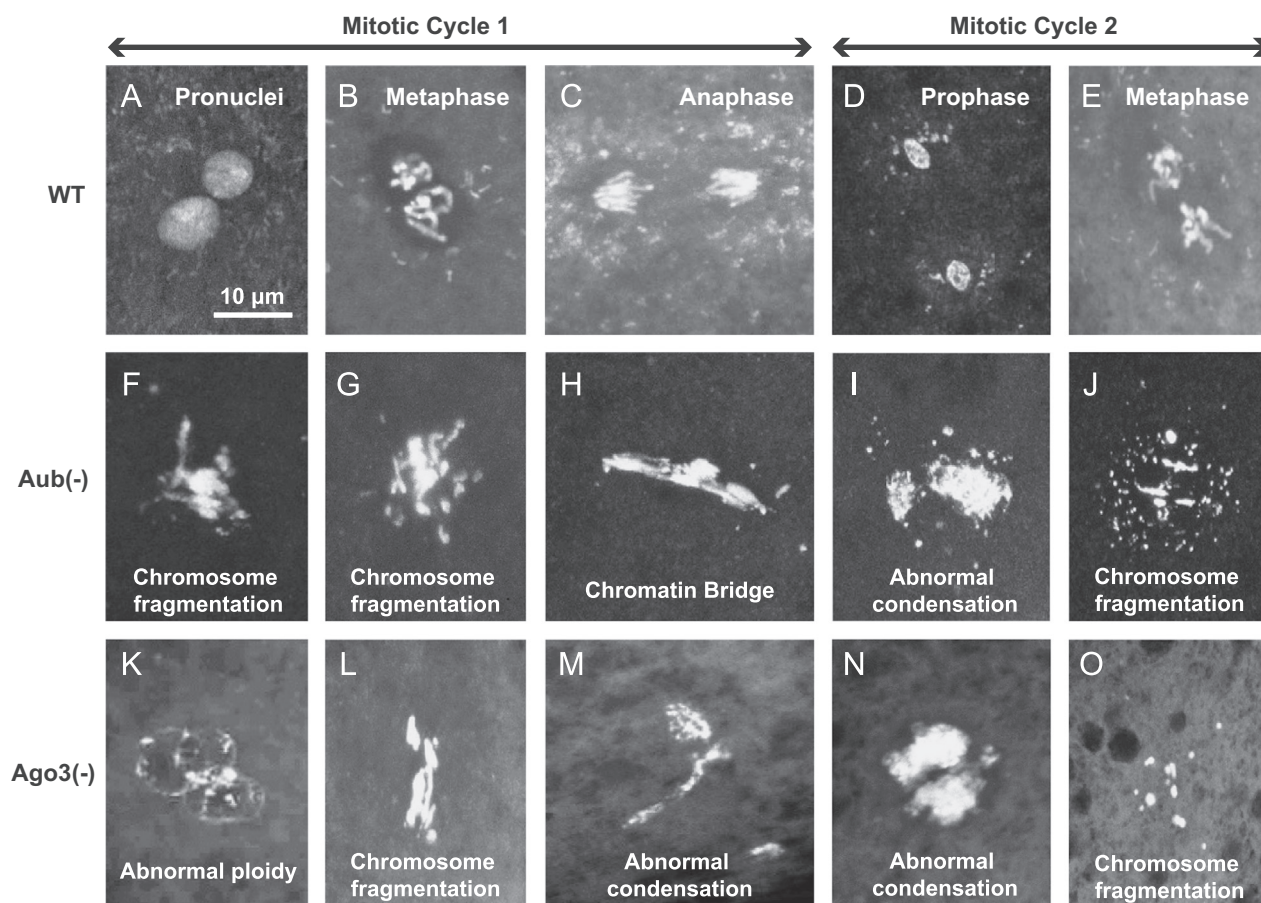 Mitotic Cycle 1
Mitotic Cycle 2
WT
A
Pronuclei
10 µm
B
Metaphase
C
Anaphase
D
Prophase
E
Metaphase
Aub(-)
F
Chromosome
fragmentation
G
Chromosome
fragmentation
H
Chromatin Bridge
I
Abnormal
condensation
J
Chromosome
fragmentation
Ago3(-)
K
Abnormal ploidy
L
Chromosome
fragmentation
M
Abnormal
condensation
N
Abnormal
condensation
O
Chromosome
fragmentation